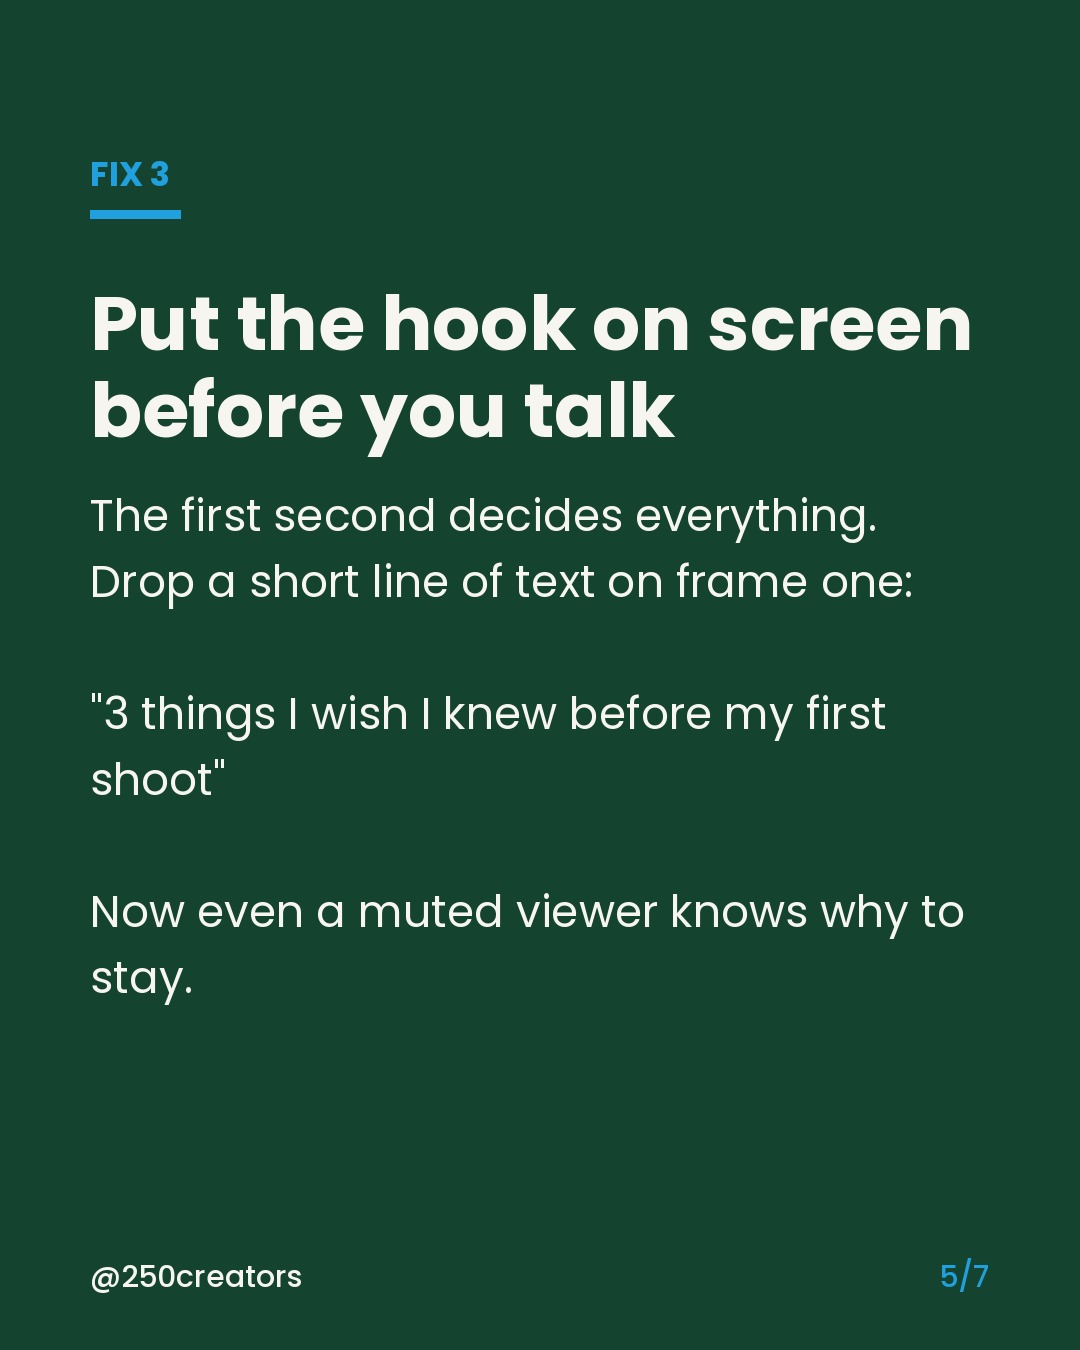 FIX 3
Put the hook on screen
before you talk
The first second decides everything.
Drop a short line of text on frame one:
"3 things I wish I knew before my first
shoot"
Now even a muted viewer knows why to
stay.
@250creators
5/7